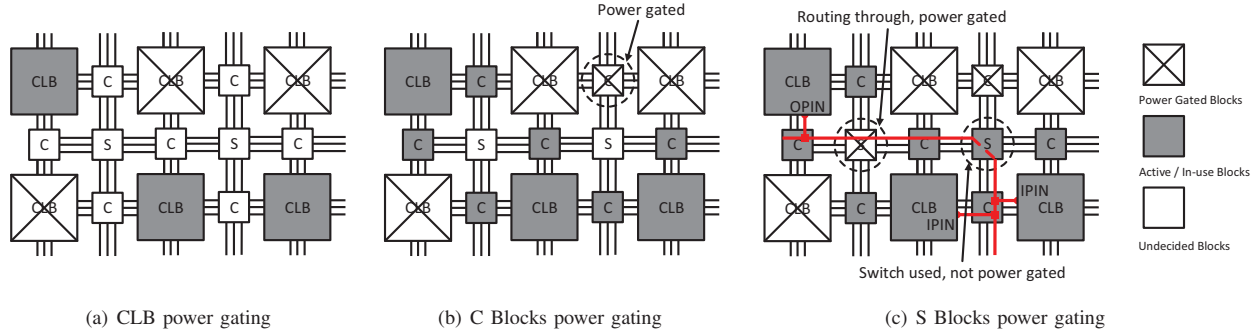 Power gated
Routing through, power gated
CLB C CLB C CLB
C S C S C
CLB C CLB C CLB
CLB C CLB C CLB
C S C S C
CLB C CLB C CLB
CLB C CLB C CLB
OPIN
C S C S C
IPIN
CLB C CLB C CLB
IPIN
Switch used, not power gated
Power Gated Blocks
Active / In-use Blocks
Undecided Blocks
(a) CLB power gating
(b) C Blocks power gating
(c) S Blocks power gating